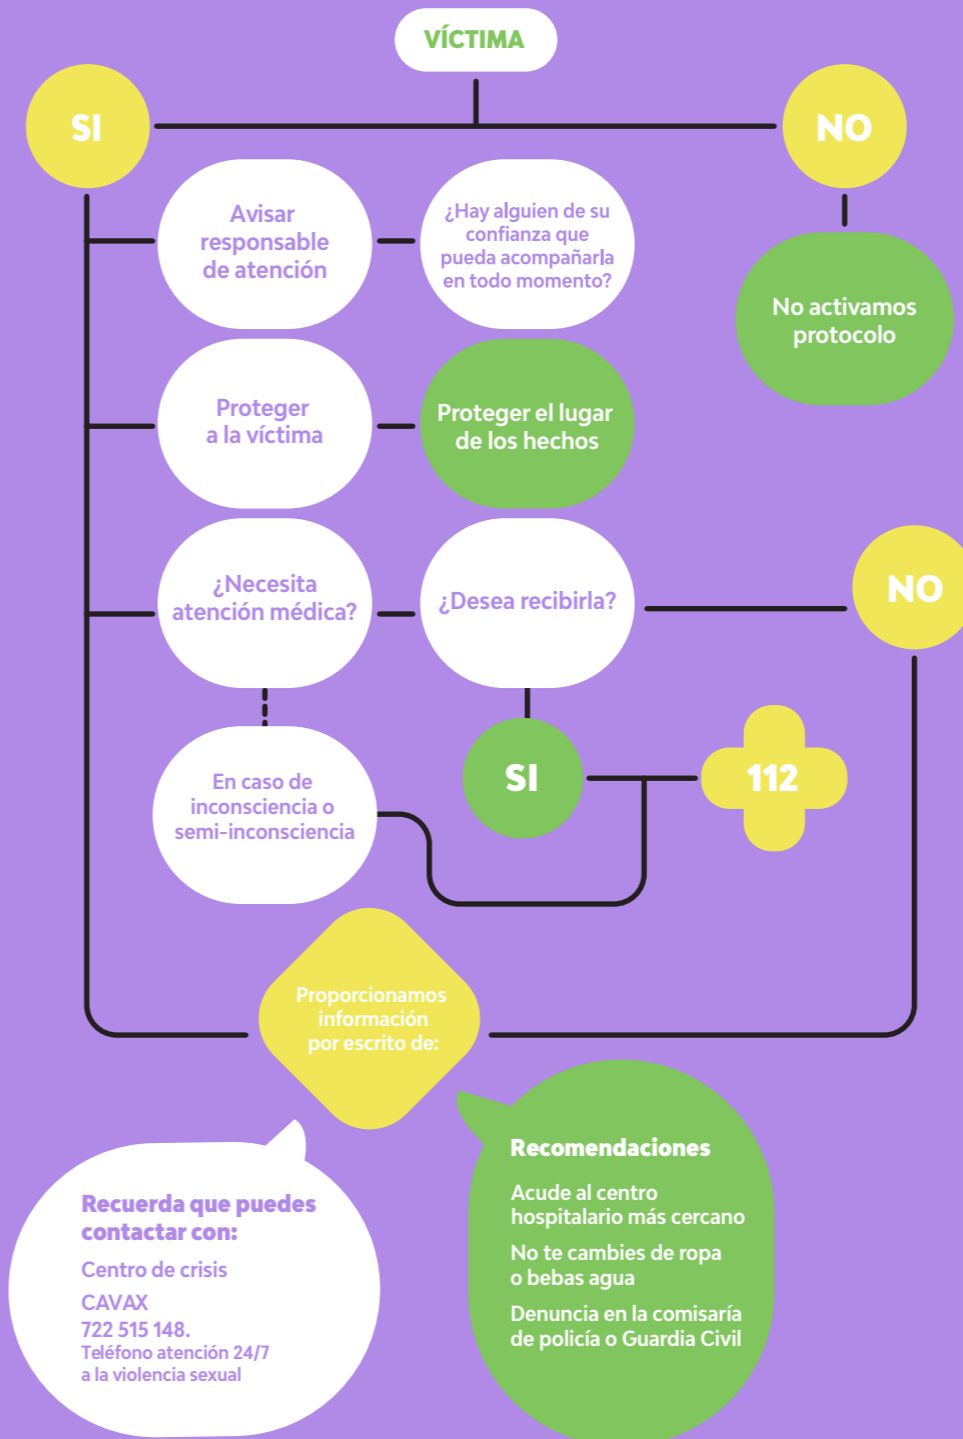 VÍCTIMA
SI
NO
Avisar
responsable
de atención
¿Hay alguien de su
confianza que
pueda acompañarla
en todo momento?
No activamos
protocolo
Proteger
a la víctima
Proteger el lugar
de los hechos
¿Necesita
atención médica?
¿Desea recibirla?
NO
En caso de
inconsciencia o
semi-inconsciencia
SI
112
Proporcionamos
información
por escrito de:
Recuerda que puedes
contactar con:
Centro de crisis
CAVAX
722 515 148.
Teléfono atención 24/7
a la violencia sexual
Recomendaciones
Acude al centro
hospitalario más cercano
No te cambies de ropa
o bebas agua
Denuncia en la comisaría
de policía o Guardia Civil